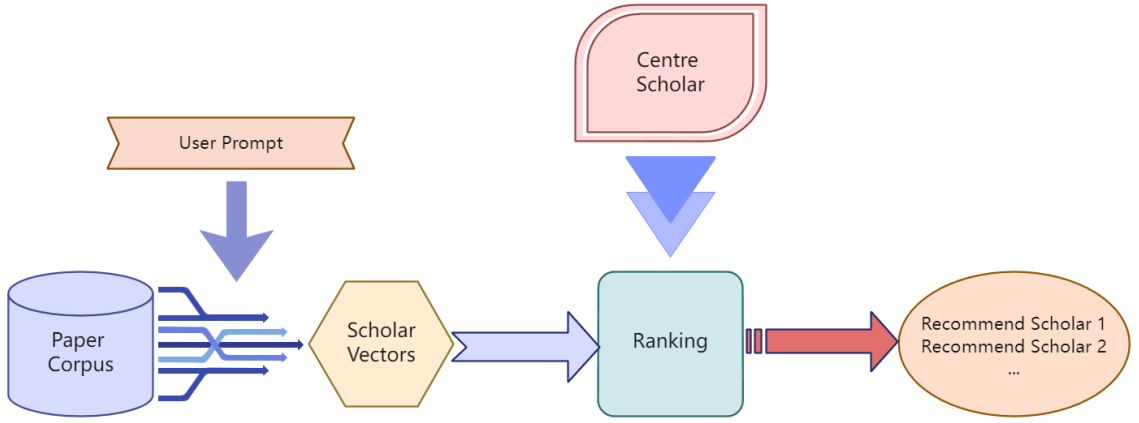 Centre
Scholar
User Prompt
Paper
Corpus
Scholar
Vectors
Ranking
Recommend Scholar 1
Recommend Scholar 2
...